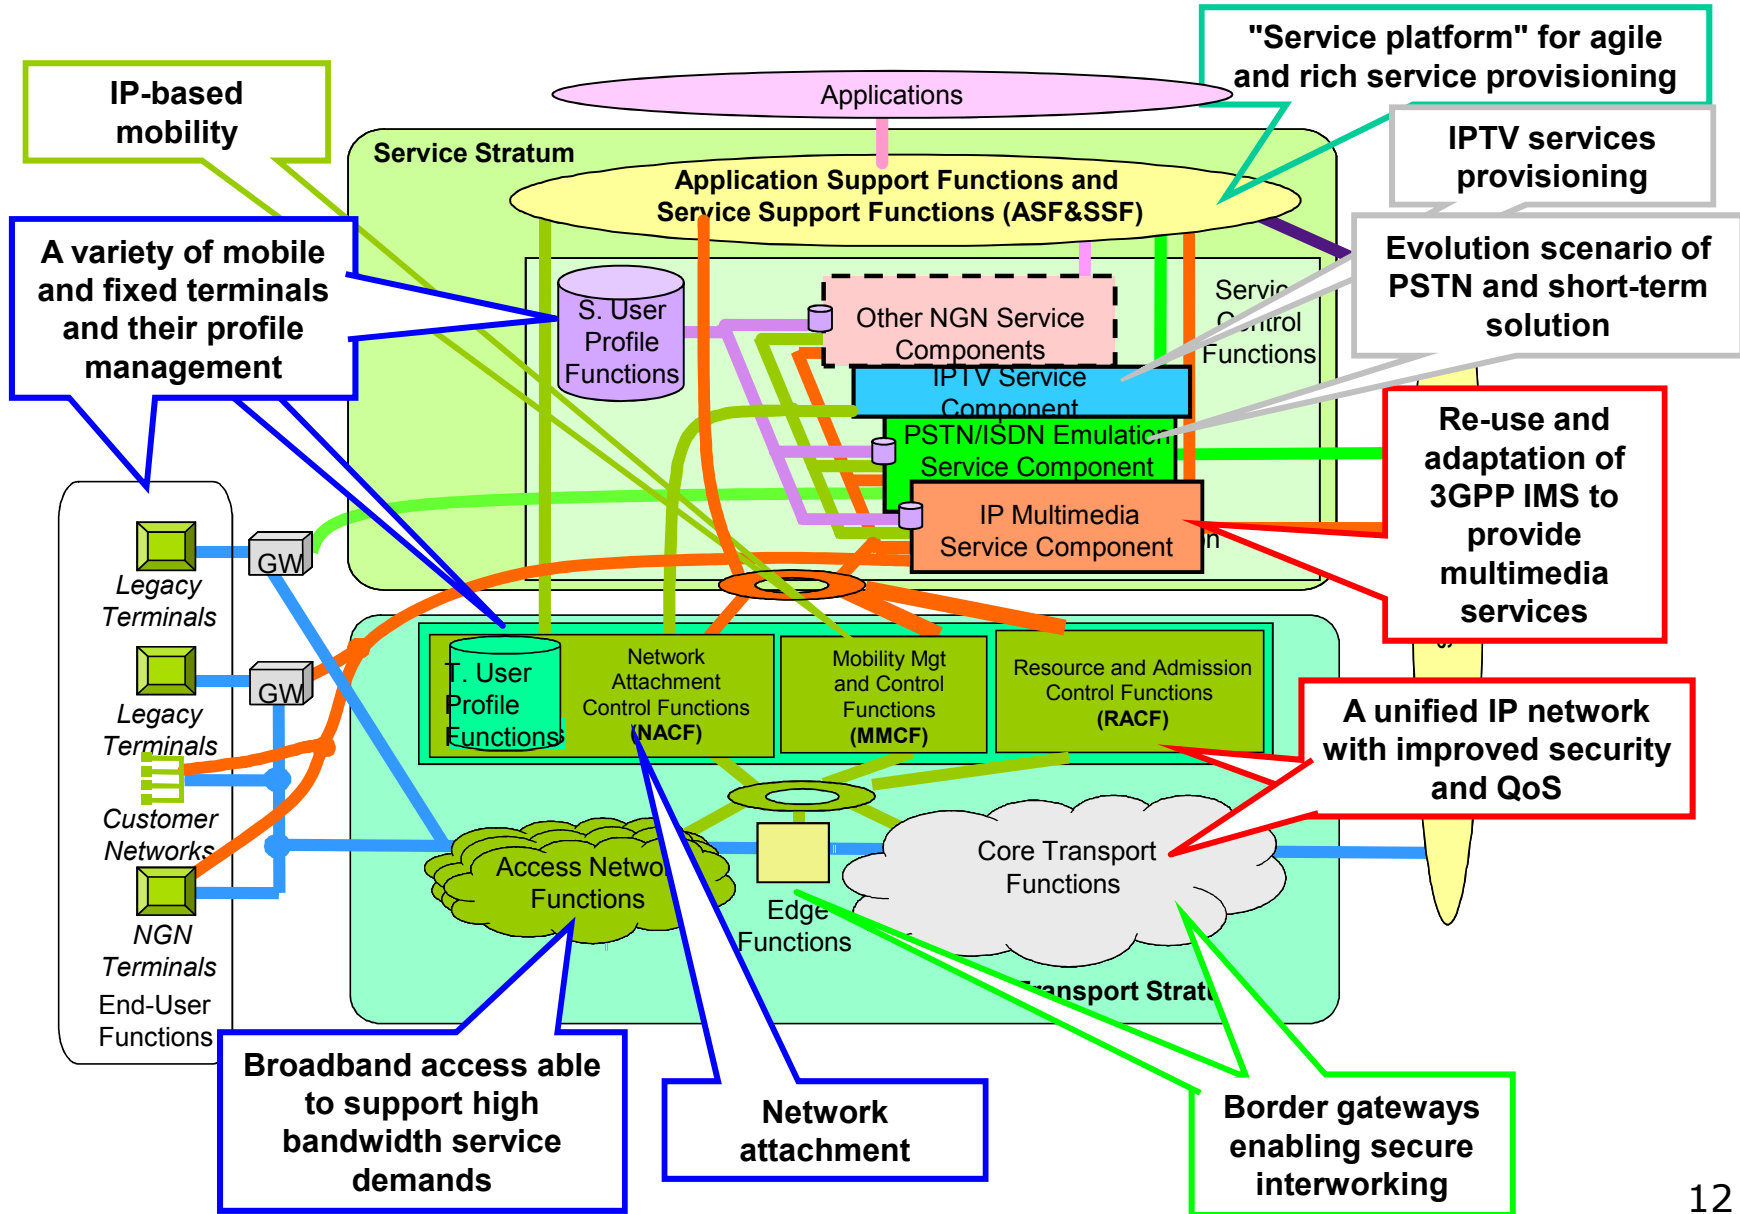 "Service platform" for agile
and rich service provisioning
IP-based
mobility
Applications
IPTV services
provisioning
Service Stratum
Application Support Functions and
Service Support Functions (ASF&SSF)
A variety of mobile
and fixed terminals
and their profile
management
Evolution scenario of
PSTN and short-term
solution
S. User
Profile
Functions
Other NGN Service
Components
Control
Functions
IPTV Service
Component
PSTN/ISDN Emulation
Service Component
IP Multimedia
Service Component
Re-use and
adaptation of
3GPP IMS to
provide
multimedia
services
GW
Legacy
Terminals
GW
Legacy
Terminals
Customer
Networks
NGN
Terminals
End-User
Functions
T. User
Profile
Functions
Network
Attachment
Control Functions
(NACF)
Mobility Mgt
and Control
Functions
(MMCF)
Resource and Admission
Control Functions
(RACF)
A unified IP network
with improved security
and QoS
Access Network
Functions
Edge
Functions
Core Transport
Functions
Transport
Broadband access able
to support high
bandwidth service
demands
Network
attachment
Border gateways
enabling secure
interworking
12